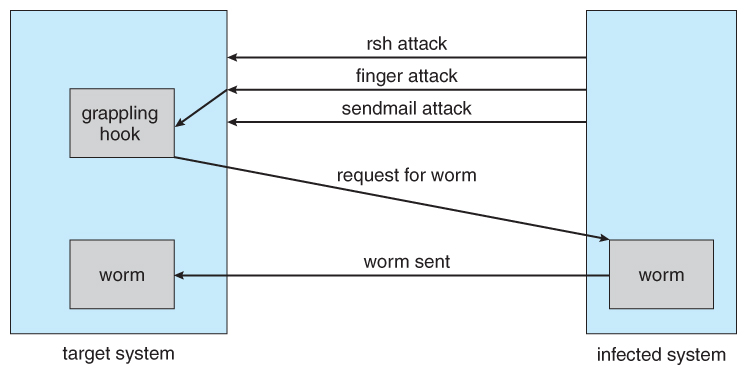 rsh attack
finger attack
grappling
hook
sendmail attack
request for worm
worm
worm sent
worm
target system
infected system